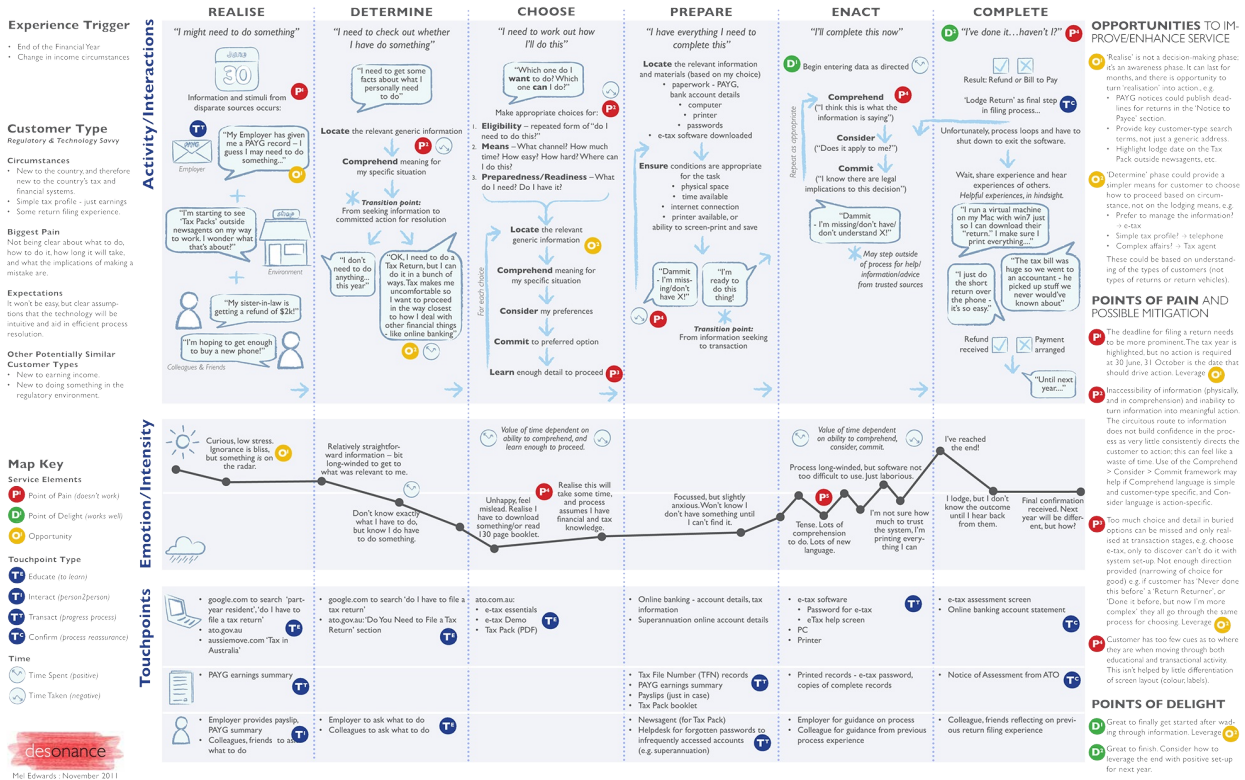 Experience Trigger
• End of the Financial Year
• Change in income circumstances
Customer Type
Regulatory & Technology Savvy
Circumstances
• New to the country, and therefore
new to the country's tax and
financial systems.
• Simple tax profile - just earnings
• Some return filing experience.
Biggest Pain
Not being clear about what to do,
how to do it, how long it will take,
and what the implications of making a
mistake are.
Expectations
It won't be easy, but clear assump-
tions that the technology will be
intuitive and aid in efficient process
resolution.
Other Potentially Similar
Customer Types
• New to earning income.
• New to doing something in the
regulatory environment.
Map Key
Service Elements
P Point of Pain (doesn't work)
D Point of Delight (works well)
O Opportunity
Touchpoint Type
T E Educate (to learn)
T I Interact (person2person)
T T Transact (progress process)
T C Confirm (process reassurance)
Time
Time Spent (positive)
Time Taken (negative)
desonance
Mel Edwards : November 2011
Activity/Interactions
REALISE
"I might need to do something"
30
Information and stimuli from
disparate sources occur:
Employer
"My Employer has given
me a PAYG record – I
guess I may need to do
something..."
"I'm starting to see
'Tax Packs' outside
newsagents on my way
to work. I wonder what
that's about?"
Environment
"My sister-in-law is
getting a refund of $2k!"
"I'm hoping to get enough
to buy a new phone!"
Colleagues & Friends
DETERMINE
"I need to check out whether
I have do something"
"I need to get some
facts about what I
personally need
to do"
Locate the relevant generic information
Comprehend meaning for
my specific situation
Transition point:
From seeking information to
committed action for resolution
"I don't
need to do
anything...
this year"
"OK, I need to do a
Tax Return, but I can
do it in a bunch of
ways. Tax makes me
uncomfortable so
I want to proceed
in the way closest
to how I deal with
other financial things
like online banking"
CHOOSE
"I need to work out how
I'll do this"
"Which one do I
want to do? Which
one can I do?"
Make appropriate choices for:
Eligibility – repeated form of "do I
need to do this?"
Means – What channel? How much
time? How easy? How hard? Where can
I do this?
Preparedness/Readiness – What
do I need? Do I have it?
For each choice
Locate the relevant
generic information
Comprehend meaning for
my specific situation
Consider my preferences
Commit to preferred option
Learn enough detail to proceed
PREPARE
"I have everything I need to
complete this"
Locate the relevant information
and materials (based on my choice)
• paperwork - PAYG,
bank account details
• computer
• printer
• passwords
• e-tax software downloaded
Ensure conditions are appropriate
for the task
• physical space
• time available
• internet connection
• printer available, or
ability to screen-print and save
"Dammit
- I'm miss-
ing/don't
have X!"
"I'm
ready to
do this
thing!
Transition point:
From information seeking
to transaction
ENACT
"I'll complete this now"
Begin entering data as directed
Repeat as appropriate
Comprehend
("I think this is what the
information is saying")
Consider
("Does it apply to me?")
Commit
("I know there are legal
implications to this decision")
"Dammit
- I'm missing/don't have/
don't understand X!"
May step outside
of process for help/
information/advice
from trusted sources
COMPLETE
"I've done it...haven't I?"
Result: Refund or Bill to Pay
'Lodge Return' as final step
in filing process...
Unfortunately, process loops and have to
shut down to exit the software.
Wait, share experience and hear
experiences of others.
Helpful experiences, in hindsight.
"I run a virtual machine
on my Mac with win7 just
so I can download their
"return." I make sure I
print everything...."
"I just do
the short
return over
the phone -
it's so easy."
"The tax bill was
huge so we went to
an accountant - he
picked up stuff we
never would've
known about"
Refund
received
Payment
arranged
"Until next
year...."
Emotion/Intensity
Curious, low stress.
Ignorance is bliss,
but something is on
the radar.
Relatively straightfor-
ward information – bit
long-winded to get to
what was relevant to me.
Don't know exactly
what I have to do,
but know I do have
to do something.
Value of time dependent on
ability to comprehend, and
learn enough to proceed.
Unhappy, feel
mislead. Realise I
have to download
something/or read
130 page booklet.
Realise this will
take some time,
and process
assumes I have
financial and tax
knowledge.
Focussed, but slightly
anxious. Won't know I
don't have something until
I can't find it.
Value of time dependent
on ability to comprehend,
consider, commit.
Process long-winded, but software not
too difficult to use. Just laborious.
Tense. Lots of
comprehension
to do. Lots of new
language.
I'm not sure how
much to trust
the system, I'm
printing every-
thing I can
I've reached
the end!
I lodge, but I don't
know the outcome
until I hear back
from them.
Final confirmation
received. Next
year will be differ-
ent, but how?
Touchpoints
• google.com to search 'part-
year resident', 'do I have to
file a tax return'
• ato.gov.au
• aussiemove.com 'Tax in
Australia'
• google.com to search 'do I have to file a
tax return'
• ato.gov.au: 'Do You Need to File a Tax
Return' section
ato.com.au:
• e-tax essentials
• e-tax Demo
• Tax Pack (PDF)
• Online banking - account details, tax
information
• Superannuation online account details
• e-tax software
• Password for e-tax
• eTax help screen
• PC
• Printer
• e-tax assessment screen
• Online banking account statement
• PAYG earnings summary
• Tax File Number (TFN) records
• PAYG earnings summary
• Payslips (just in case)
• Tax Pack booklet
• Printed records - e-tax password,
copies of complete records
• Notice of Assessment from ATO
• Employer provides payslip,
PAYG summary
• Colleagues, friends to ask
what to do
• Employer to ask what to do
• Colleagues to ask what to do
• Newsagent (for Tax Pack)
• Helpdesk for forgotten passwords to
infrequently accessed accounts
(e.g. superannuation)
• Employer for guidance on process
• Colleague for guidance from previous
process experience
• Colleague, friends reflecting on previ-
ous return filing experience
OPPORTUNITIES TO IM-
PROVE/ENHANCE SERVICE
'Realise' is not a decision-making phase:
it's an awareness phase. It can last for
months, and there is opportunity to
turn 'realisation' into action, e.g.
• PAYG notices could publish dead-
lines for returns in the 'Notice to
Payee' section.
• Provide key customer-type search
terms, not just a generic address.
• Highlight lodge date on the Tax
Pack outside newsagents, etc
'Determine' phase could provide a
simpler means for customer to choose
how to proceed based on circum-
stance, not on the lodging means, e.g.
• Prefer to manage the information?
→ e-tax
• Simple tax profile? → telephone
• Complex affairs? → Tax agent
These could be based on understand-
ing of the types of customers (not
types of returns or return vehicles).
POINTS OF PAIN AND
POSSIBLE MITIGATION
The deadline for filing a return needs
to be more prominent. The tax year is
highlighted, but no action is required
at 30 June, 31 October is the date that
should drive action. Leverage
Inaccessibility of information (physically,
and in comprehension) and inability to
turn information into meaningful action.
The circuitous route to information
does not build confidence in the proc-
ess as very little consistently directs the
customer to action: this can feel like a
waste of time. Use of the Comprehend
> Consider > Commit framework may
help if Comprehend language is simple
and customer-type specific, and Con-
sider language is action-specific.
Too much choice and detail in buried
options can be missed and only real-
ised at transaction stages, e.g. choose
e-tax, only to discover can't do it with
system set-up. Not enough direction
provided (narrowing of choice for
good) e.g. if customer has 'Never done
this before' a 'Return Returner', or
'Done it before, but now I'm more
complex' they all go through the same
process for choosing. Leverage
Customer has too few cues as to where
they are when moving through both
educational and transactional activity.
This isn't helped by little differentiation
of screen layout (colour, labels).
POINTS OF DELIGHT
Great to finally get started after wad-
ing through information. Leverage
Great to finish. Consider how to
leverage the end with positive set-up
for next year.